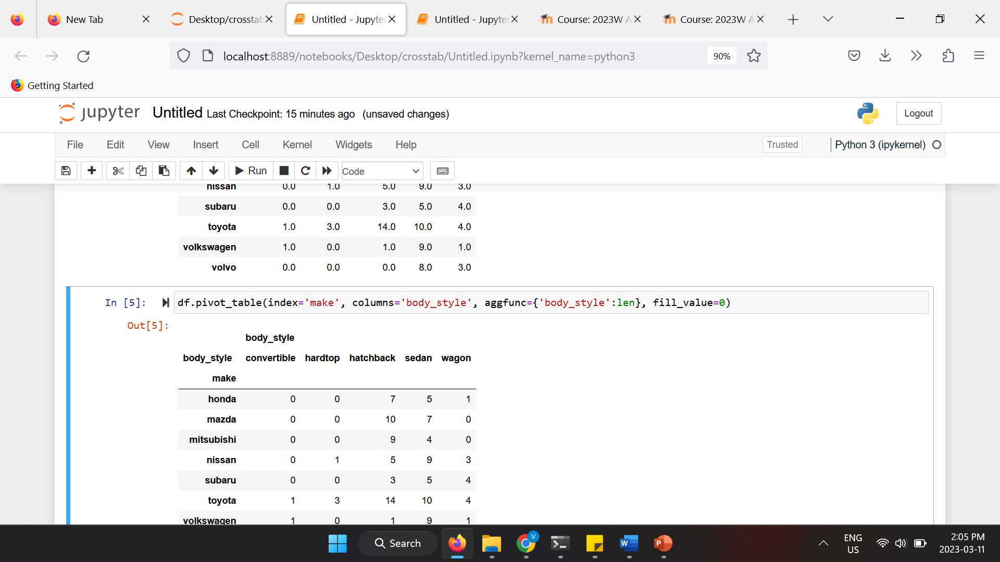 New Tab
Desktop/crosstab
Untitled - Jupyter
Untitled - Jupyter
Course: 2023W A
Course: 2023W A
localhost:8889/notebooks/Desktop/crosstab/Untitled.ipynb?kernel_name=python3
90%
Getting Started
jupyter Untitled Last Checkpoint: 15 minutes ago (unsaved changes)
Logout
File Edit View Insert Cell Kernel Widgets Help
Trusted
Python 3 (ipykernel)
Run
Code
nissan 0.0 1.0 5.0 9.0 3.0
subaru 0.0 0.0 3.0 5.0 4.0
toyota 1.0 3.0 14.0 10.0 4.0
volkswagen 1.0 0.0 1.0 9.0 1.0
volvo 0.0 0.0 0.0 8.0 3.0
In [5]: df.pivot_table(index='make', columns='body_style', aggfunc={'body_style':len}, fill_value=0)
Out[5]:
body_style
body_style convertible hardtop hatchback sedan wagon
make
honda 0 0 7 5 1
mazda 0 0 10 7 0
mitsubishi 0 0 9 4 0
nissan 0 1 5 9 3
subaru 0 0 3 5 4
toyota 1 3 14 10 4
volkswagen 1 0 1 9 1
Search
V
W
P
ENG
US
2:05 PM
2023-03-11